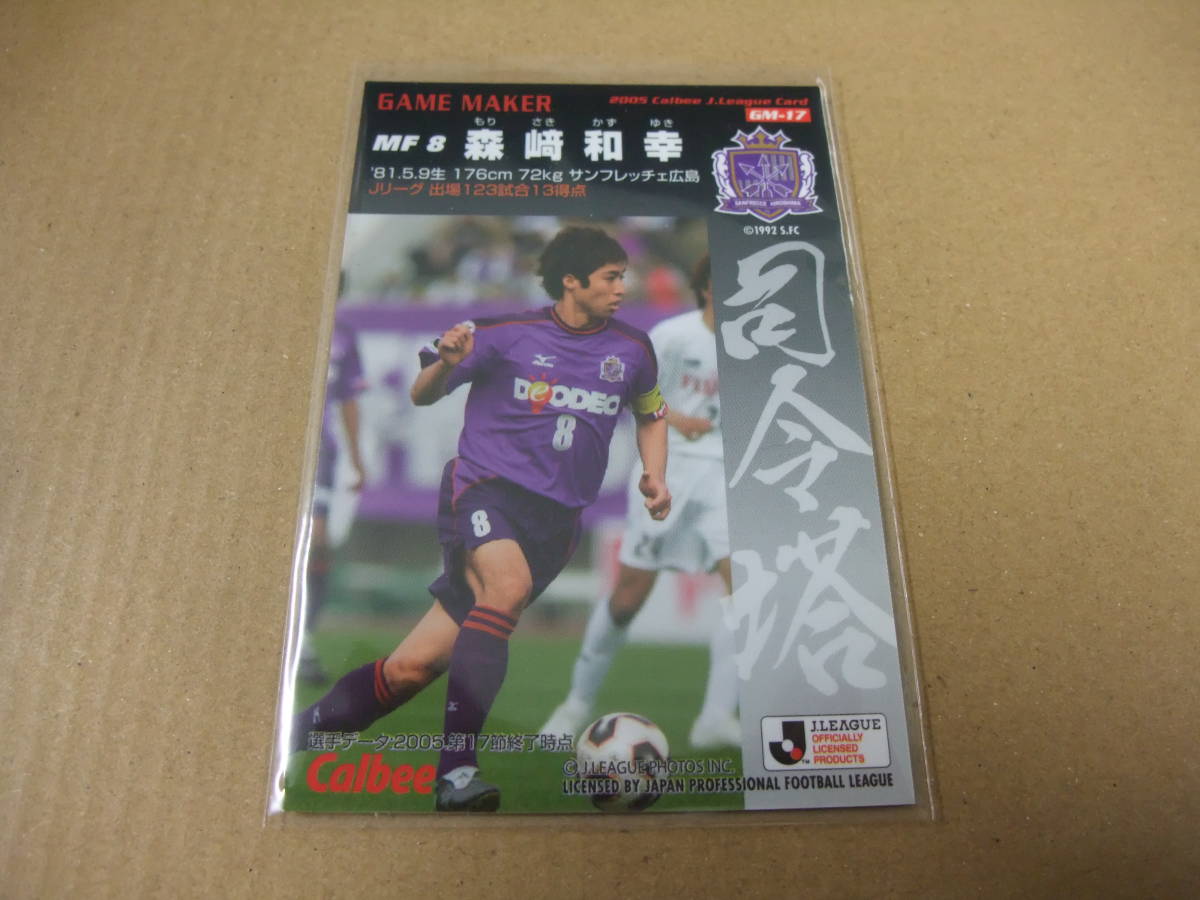 GAME MAKER
2005 Calbee J.League Card
GM-17
もり さき かず ゆき
MF 8 森﨑和幸
'81.5.9生 176cm 72kg サンフレッチェ広島
Jリーグ 出場123試合13得点
SANFRECCE HIROSHIMA
©1992 S.FC
司令塔
DeODEO
8
8
選手データ:2005.第17節終了時点
Calbee
J.LEAGUE
OFFICIALLY
LICENSED
PRODUCTS
TM
© J.LEAGUE PHOTOS INC.
LICENSED BY JAPAN PROFESSIONAL FOOTBALL LEAGUE